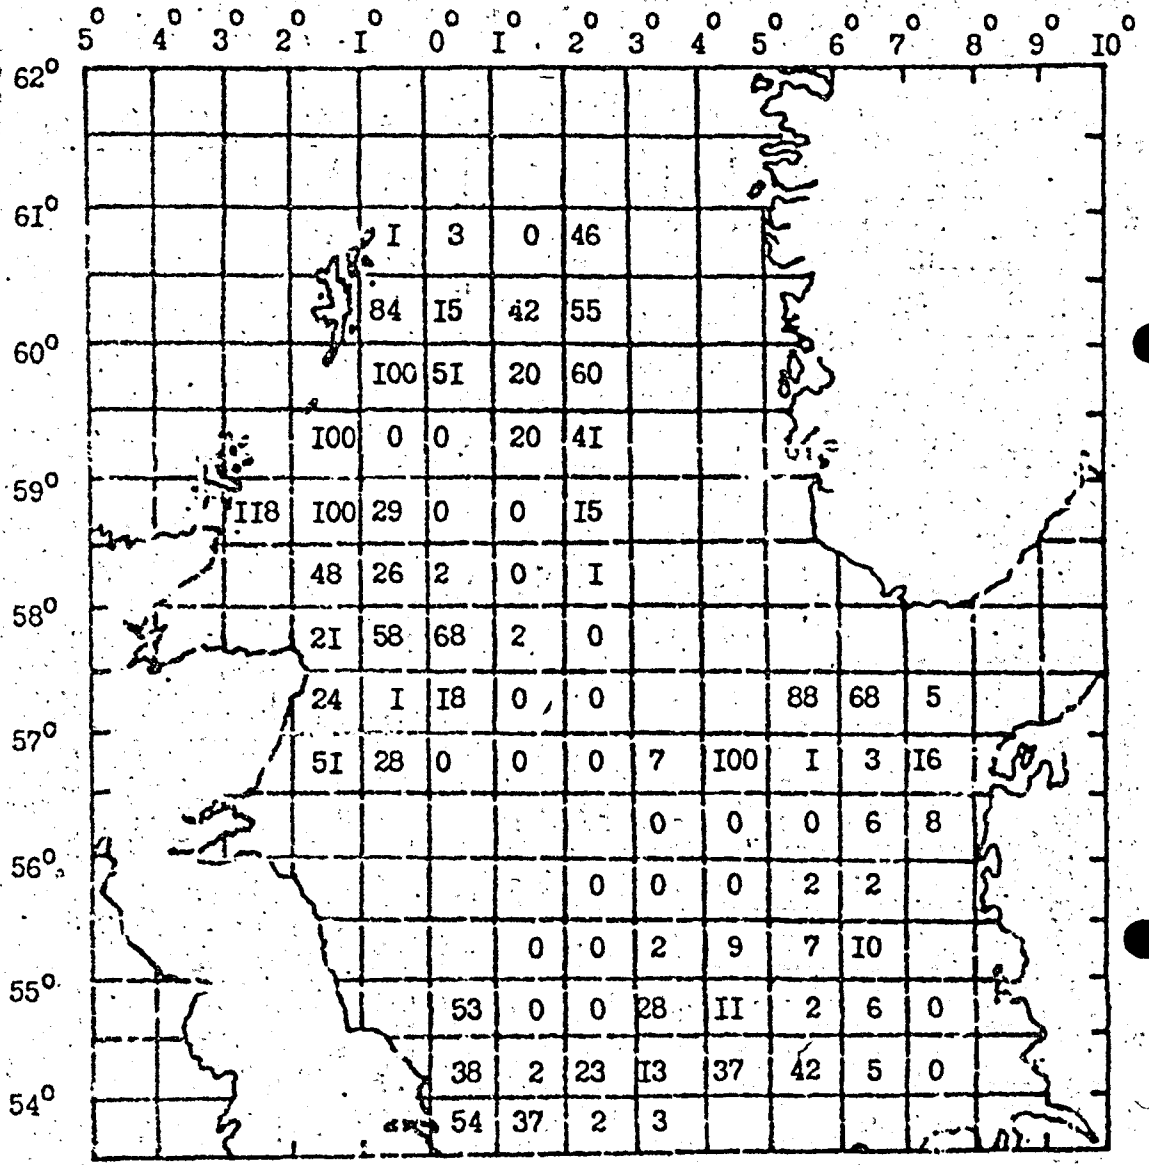 o o o o o o o o o o o o o o o o
5 4 3 2 I 0 I 2 3 4 5 6 7 8 9 10
62°
61°
I 3 0 46
84 I5 42 55
60°
I00 5I 20 60
I00 0 0 20 4I
59°
II8 I00 29 0 0 I5
48 26 2 0 I
58°
2I 58 68 2 0
24 I I8 0 0 88 68 5
57°
5I 28 0 0 0 7 I00 I 3 I6
0 0 0 6 8
56°
0 0 0 2 2
0 0 2 9 7 I0
55°
53 0 0 28 II 2 6 0
38 2 23 I3 37 42 5 0
54°
54 37 2 3